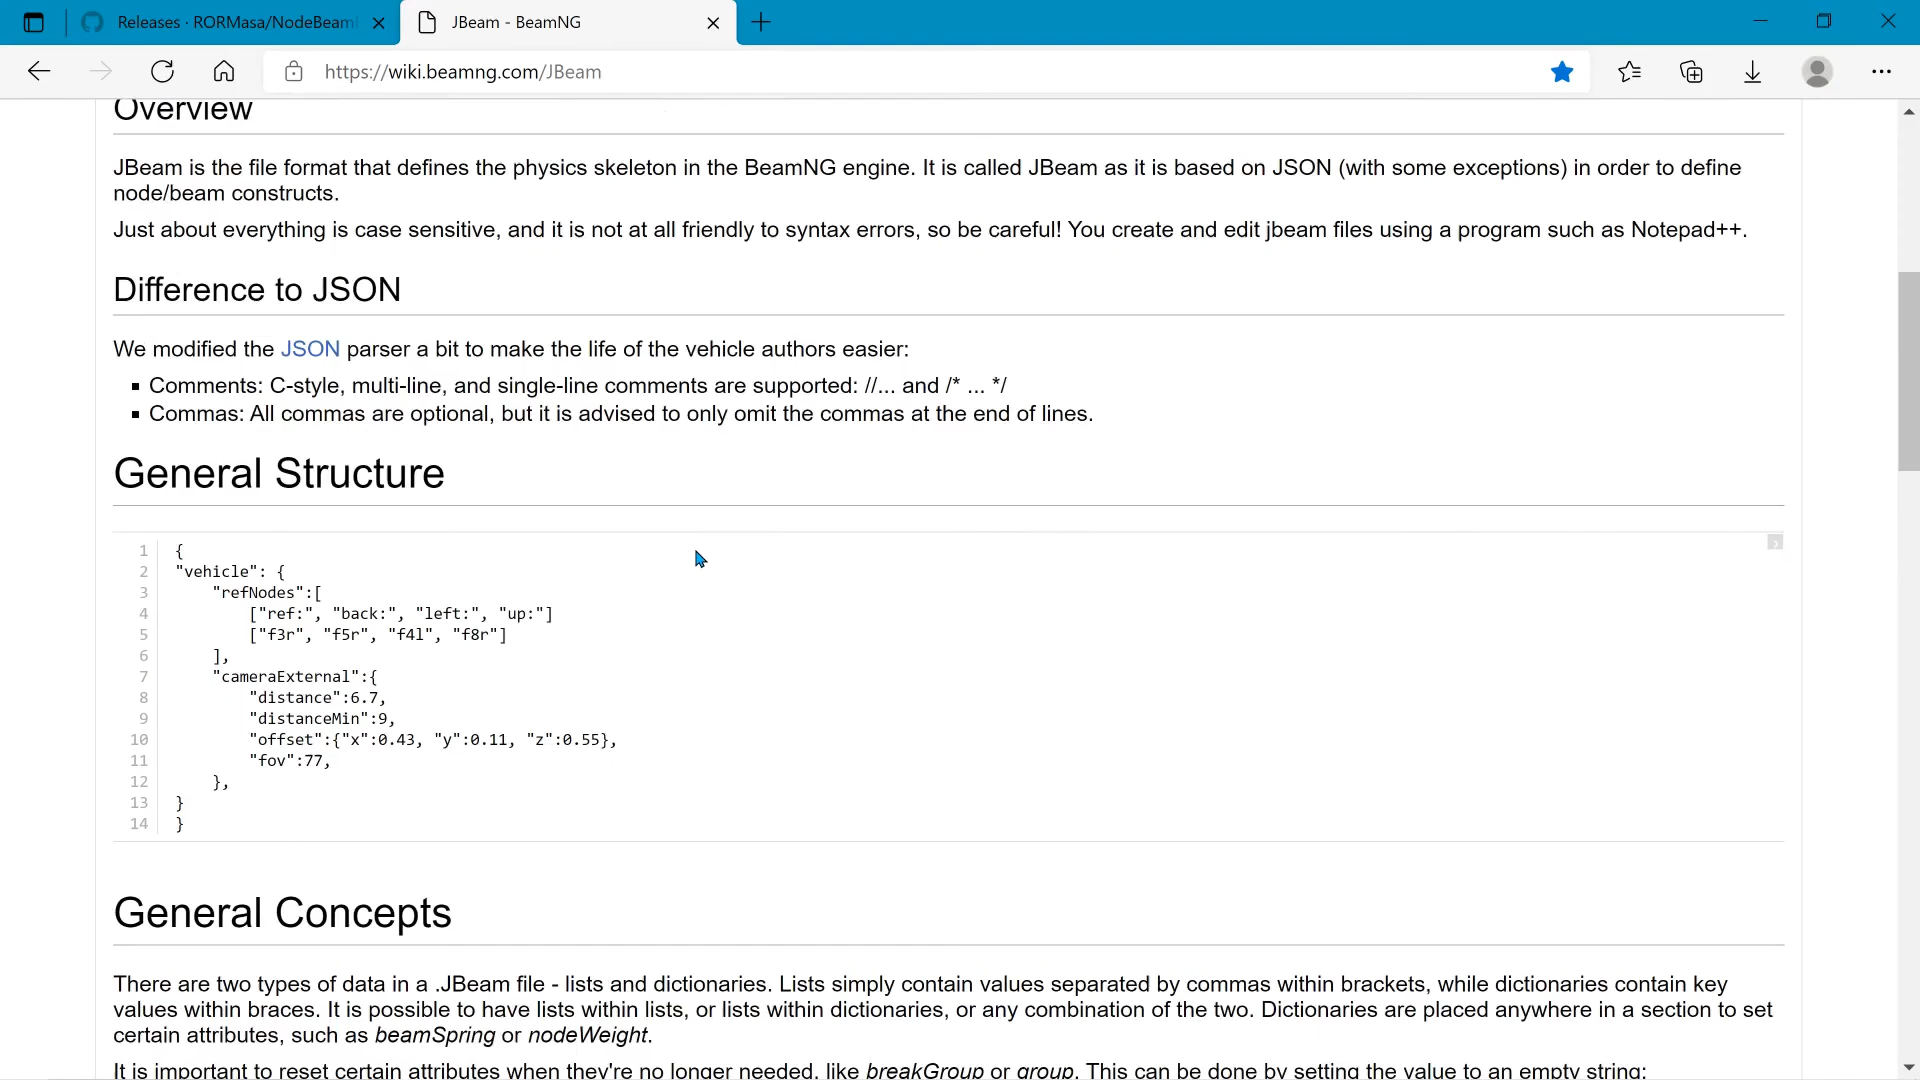 Releases · RORMasa/NodeBeam
JBeam - BeamNG
https://wiki.beamng.com/JBeam
Overview
JBeam is the file format that defines the physics skeleton in the BeamNG engine. It is called JBeam as it is based on JSON (with some exceptions) in order to define
node/beam constructs.
Just about everything is case sensitive, and it is not at all friendly to syntax errors, so be careful! You create and edit jbeam files using a program such as Notepad++.
Difference to JSON
We modified the JSON parser a bit to make the life of the vehicle authors easier:
▪ Comments: C-style, multi-line, and single-line comments are supported: //... and /* ... */
▪ Commas: All commas are optional, but it is advised to only omit the commas at the end of lines.
General Structure
1 {
2 "vehicle": {
3 "refNodes":[
4 ["ref:", "back:", "left:", "up:"]
5 ["f3r", "f5r", "f4l", "f8r"]
6 ],
7 "cameraExternal":{
8 "distance":6.7,
9 "distanceMin":9,
10 "offset":{"x":0.43, "y":0.11, "z":0.55},
11 "fov":77,
12 },
13 }
14 }
General Concepts
There are two types of data in a .JBeam file - lists and dictionaries. Lists simply contain values separated by commas within brackets, while dictionaries contain key
values within braces. It is possible to have lists within lists, or lists within dictionaries, or any combination of the two. Dictionaries are placed anywhere in a section to set
certain attributes, such as beamSpring or nodeWeight.
It is important to reset certain attributes when they're no longer needed, like breakGroup or group. This can be done by setting the value to an empty string: